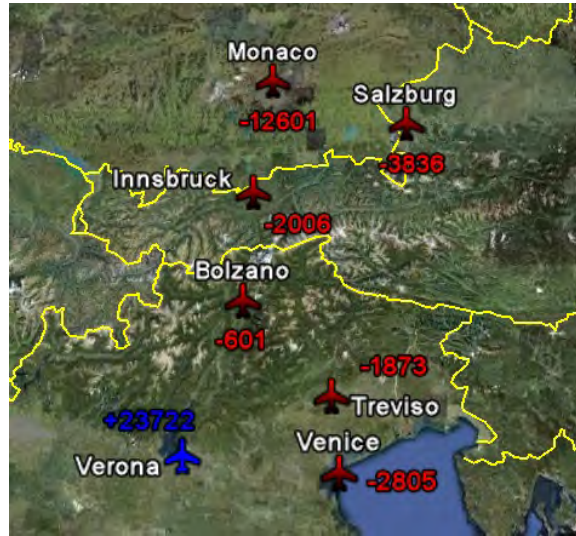 Monaco
-12601
Salzburg
-3836
Innsbruck
-2006
Bolzano
-601
-1873
Treviso
+23722
Verona
Venice
-2805